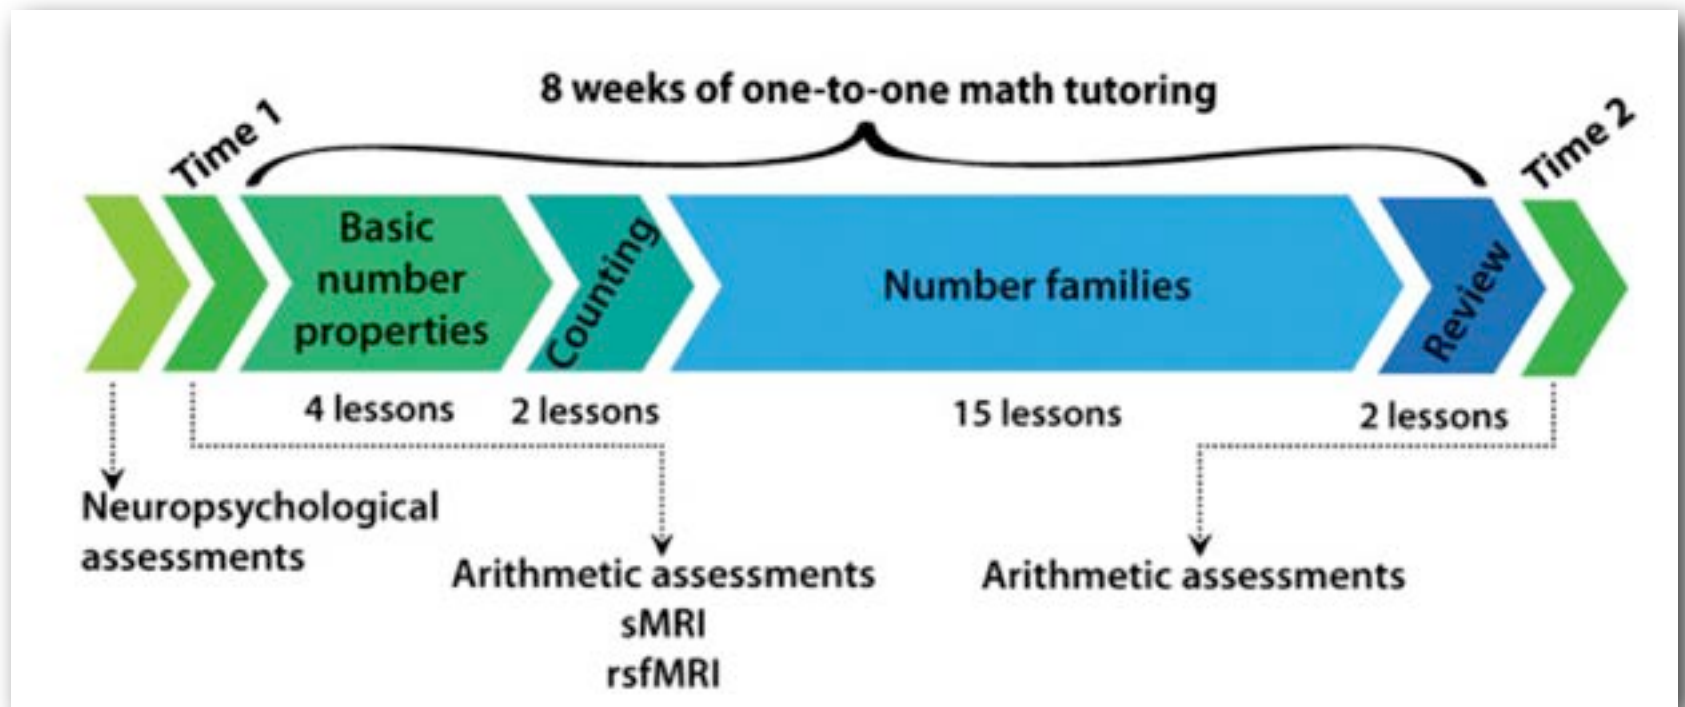 8 weeks of one-to-one math tutoring
Time 1
Time 2
Basic
number
properties
Counting
Number families
Review
4 lessons
2 lessons
15 lessons
2 lessons
Neuropsychological
assessments
Arithmetic assessments
sMRI
rsfMRI
Arithmetic assessments